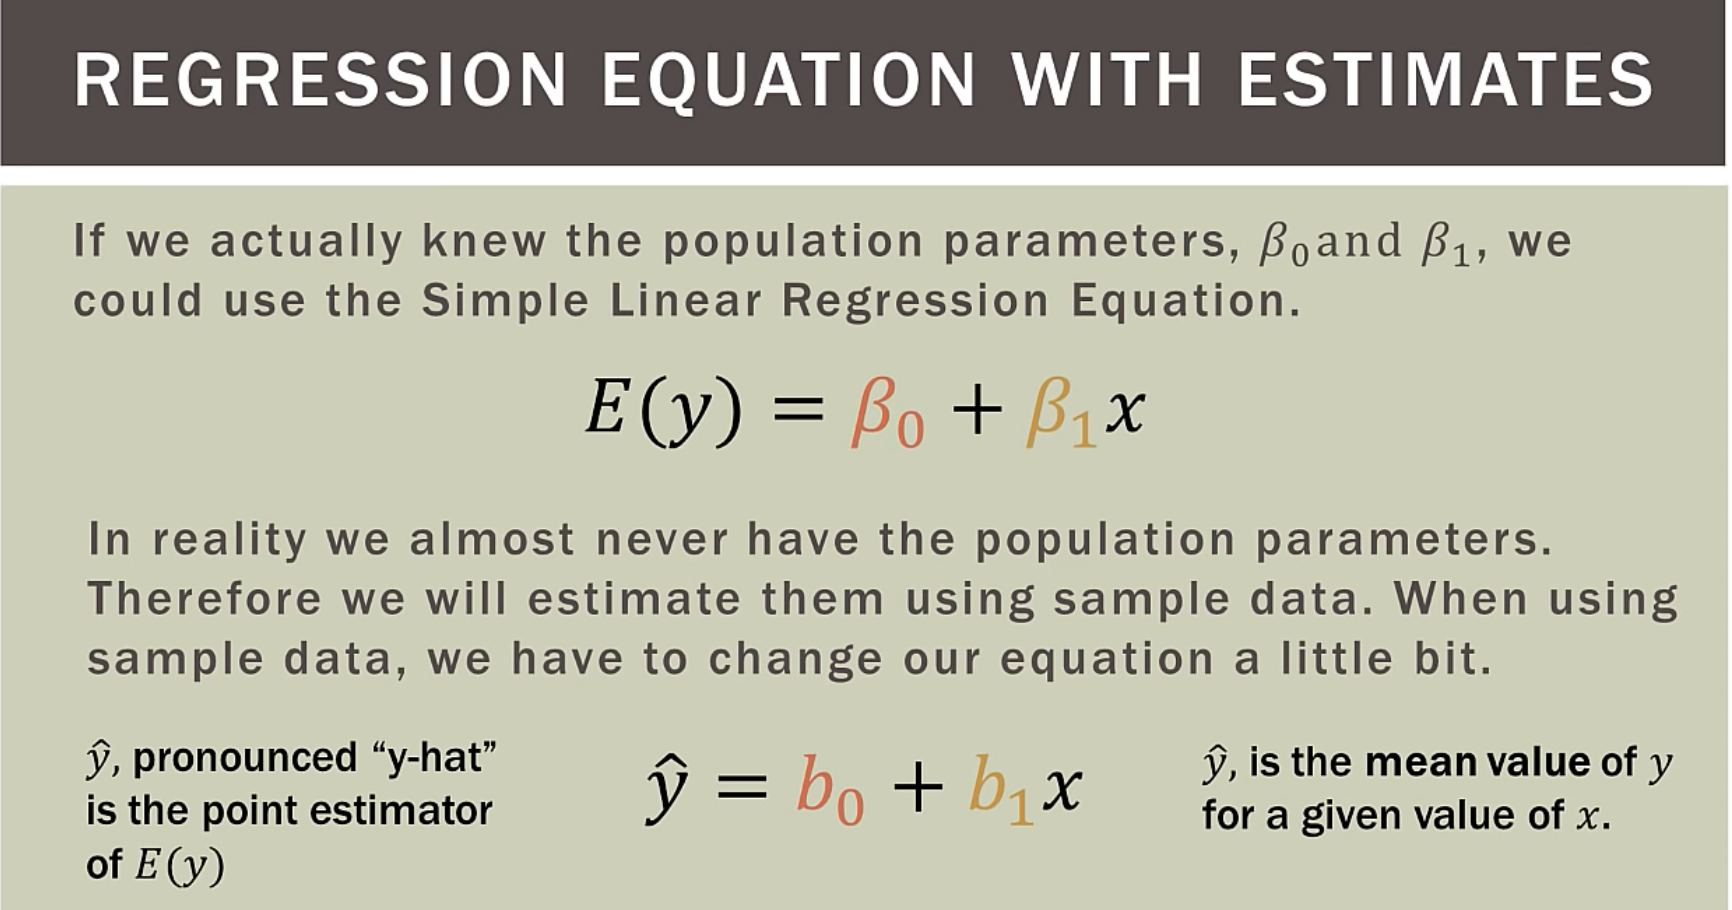 REGRESSION EQUATION WITH ESTIMATES
If we actually knew the population parameters, β₀and β₁, we
could use the Simple Linear Regression Equation.
E(y) = β₀ + β₁x
In reality we almost never have the population parameters.
Therefore we will estimate them using sample data. When using
sample data, we have to change our equation a little bit.
ŷ, pronounced “y-hat”
is the point estimator
of E(y)
ŷ = b₀ + b₁x
ŷ, is the mean value of y
for a given value of x.